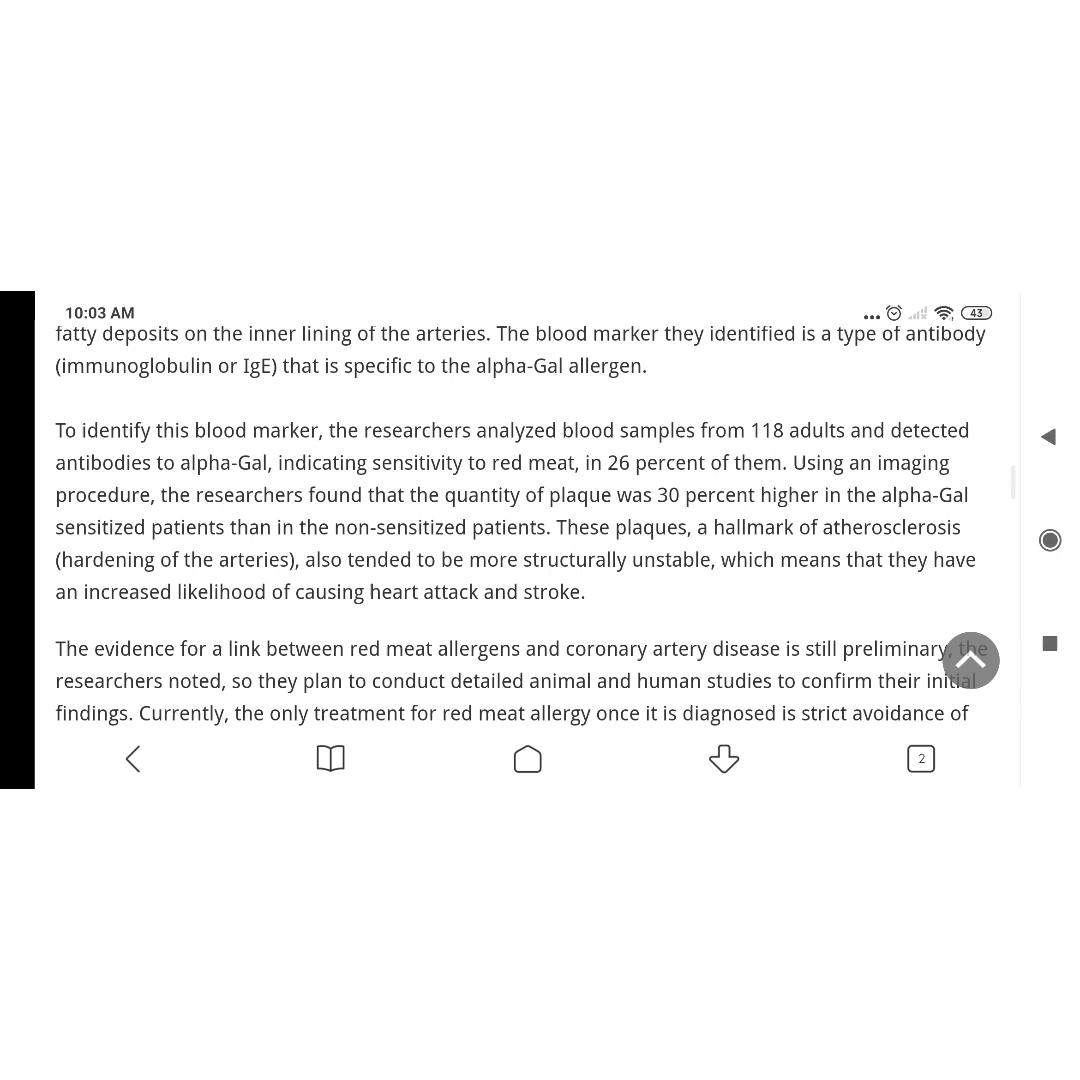 10:03 AM
43
fatty deposits on the inner lining of the arteries. The blood marker they identified is a type of antibody
(immunoglobulin or IgE) that is specific to the alpha-Gal allergen.
To identify this blood marker, the researchers analyzed blood samples from 118 adults and detected
antibodies to alpha-Gal, indicating sensitivity to red meat, in 26 percent of them. Using an imaging
procedure, the researchers found that the quantity of plaque was 30 percent higher in the alpha-Gal
sensitized patients than in the non-sensitized patients. These plaques, a hallmark of atherosclerosis
(hardening of the arteries), also tended to be more structurally unstable, which means that they have
an increased likelihood of causing heart attack and stroke.
The evidence for a link between red meat allergens and coronary artery disease is still preliminary, the
researchers noted, so they plan to conduct detailed animal and human studies to confirm their initial
findings. Currently, the only treatment for red meat allergy once it is diagnosed is strict avoidance of
2